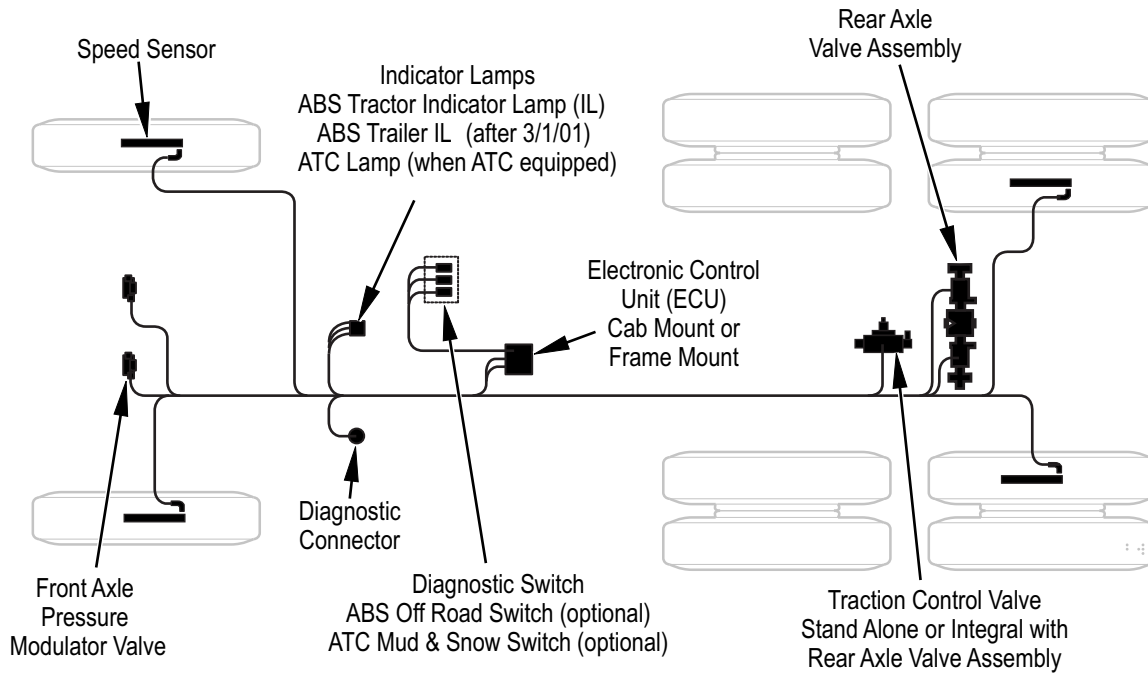 Speed Sensor
Indicator Lamps
ABS Tractor Indicator Lamp (IL)
ABS Trailer IL (after 3/1/01)
ATC Lamp (when ATC equipped)
Rear Axle
Valve Assembly
Electronic Control
Unit (ECU)
Cab Mount or
Frame Mount
Front Axle
Pressure
Modulator Valve
Diagnostic
Connector
Diagnostic Switch
ABS Off Road Switch (optional)
ATC Mud & Snow Switch (optional)
Traction Control Valve
Stand Alone or Integral with
Rear Axle Valve Assembly